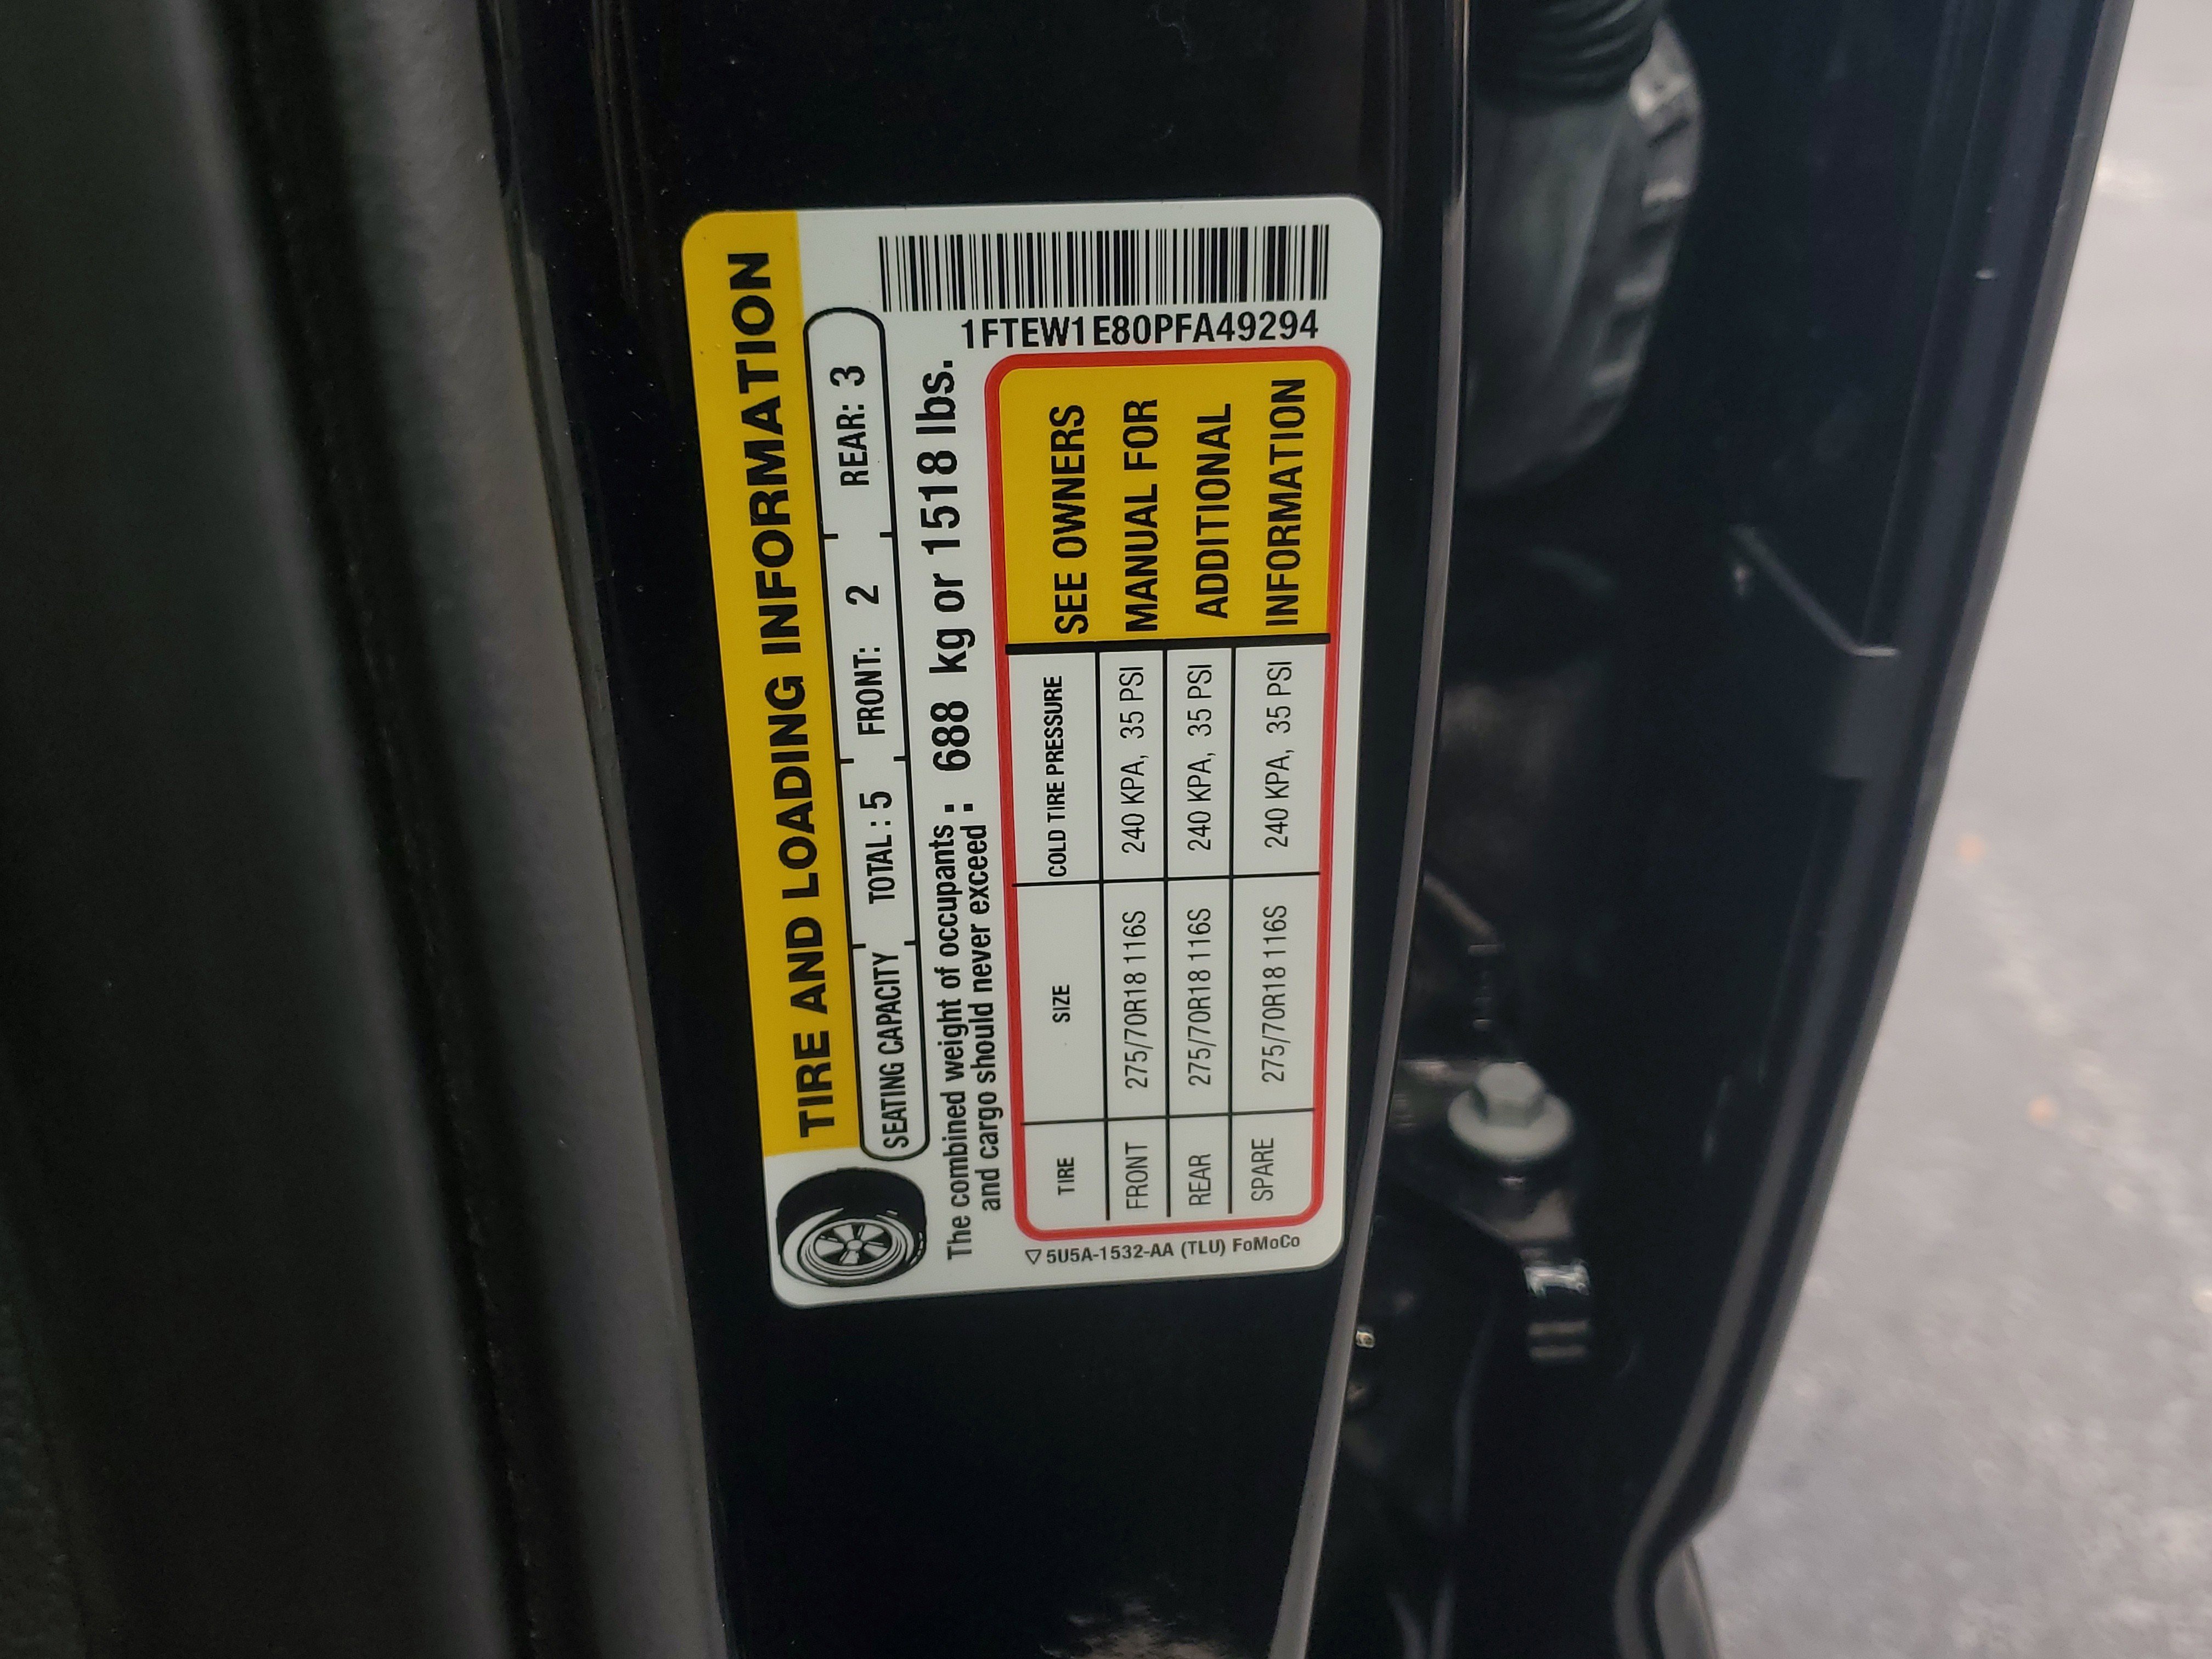 TIRE AND LOADING INFORMATION
SEATING CAPACITY TOTAL : 5 FRONT: 2 REAR: 3
The combined weight of occupants : 688 kg or 1518 lbs.
and cargo should never exceed :
1FTEW1E80PFA49294
TIRE SIZE COLD TIRE PRESSURE
FRONT 275/70R18 116S 240 KPA, 35 PSI
REAR 275/70R18 116S 240 KPA, 35 PSI
SPARE 275/70R18 116S 240 KPA, 35 PSI
SEE OWNERS
MANUAL FOR
ADDITIONAL
INFORMATION
5U5A-1532-AA (TLU) FoMoCo